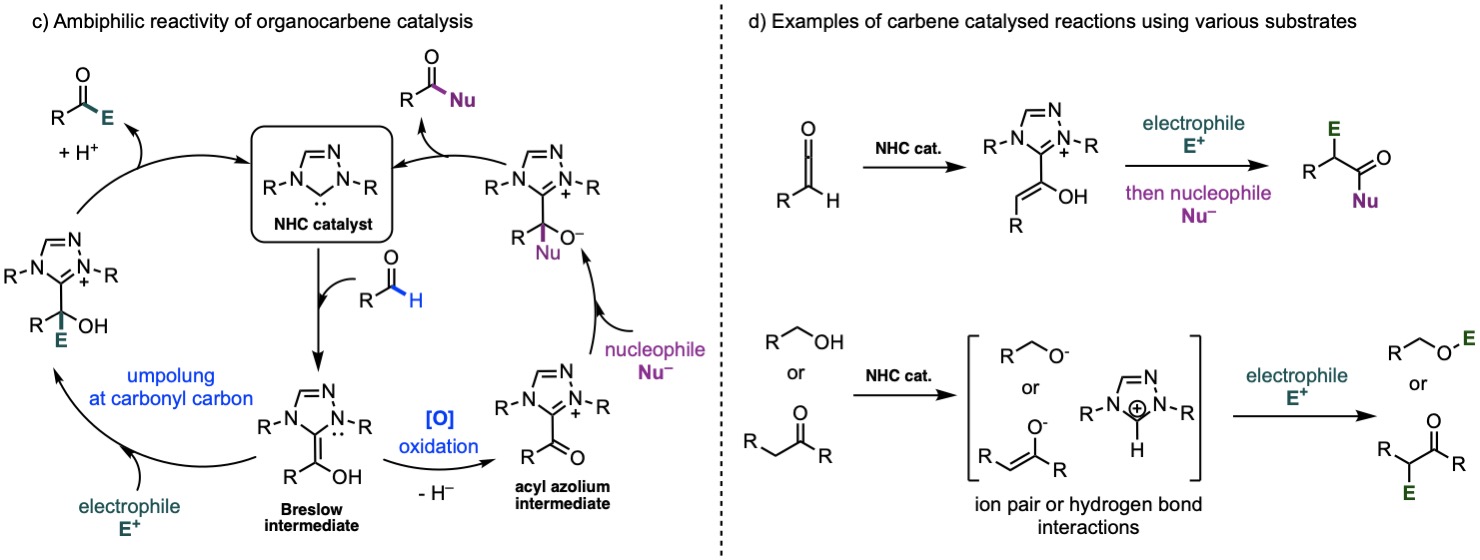 c) Ambiphilic reactivity of organocarbene catalysis
O
R
E
+ H⁺
O
R
Nu
N
R-N
N-R
NHC catalyst
N
R-N
N-R
+
R
O⁻
Nu
N
R-N
N-R
+
R
OH
E
O
R
H
umpolung
at carbonyl carbon
electrophile
E⁺
N
R-N
N-R
R
OH
Breslow
intermediate
[O]
oxidation
- H⁻
N
R-N
N-R
+
R
O
acyl azolium
intermediate
nucleophile
Nu⁻
d) Examples of carbene catalysed reactions using various substrates
O
R
H
NHC cat.
N
R-N
N-R
+
OH
R
electrophile
E⁺
then nucleophile
Nu⁻
E
R
O
Nu
R
OH
or
O
R
R
NHC cat.
R
O⁻
or
O⁻
R
R
N
R-N
N-R
+
H
ion pair or hydrogen bond
interactions
electrophile
E⁺
R
O
E
or
O
R
R
E